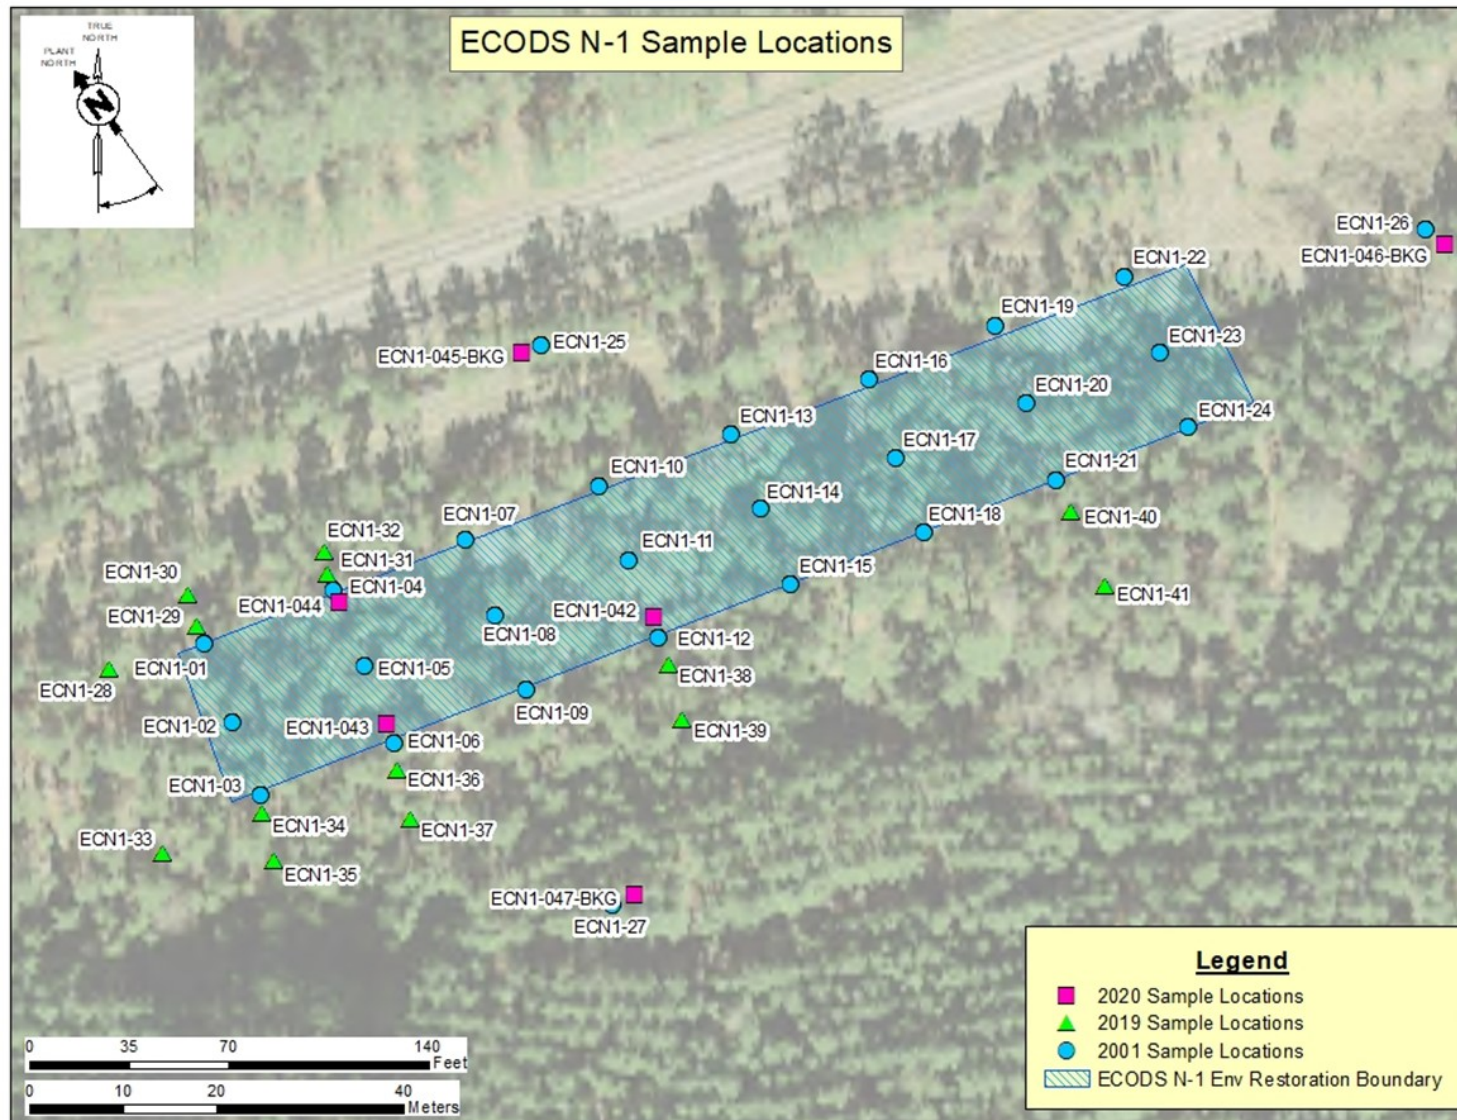 ECODS N-1 Sample Locations
TRUE
NORTH
PLANT
NORTH
N
ECN1-26
ECN1-046-BKG
ECN1-22
ECN1-19
ECN1-23
ECN1-25
ECN1-045-BKG
ECN1-16
ECN1-20
ECN1-24
ECN1-13
ECN1-17
ECN1-21
ECN1-10
ECN1-14
ECN1-40
ECN1-07
ECN1-18
ECN1-32
ECN1-11
ECN1-31
ECN1-15
ECN1-41
ECN1-30
ECN1-04
ECN1-044
ECN1-042
ECN1-29
ECN1-08
ECN1-12
ECN1-01
ECN1-05
ECN1-38
ECN1-28
ECN1-09
ECN1-02
ECN1-043
ECN1-39
ECN1-06
ECN1-03
ECN1-36
ECN1-34
ECN1-37
ECN1-33
ECN1-35
ECN1-047-BKG
ECN1-27
Legend
2020 Sample Locations
2019 Sample Locations
2001 Sample Locations
ECODS N-1 Env Restoration Boundary
0 35 70 140
Feet
0 10 20 40
Meters